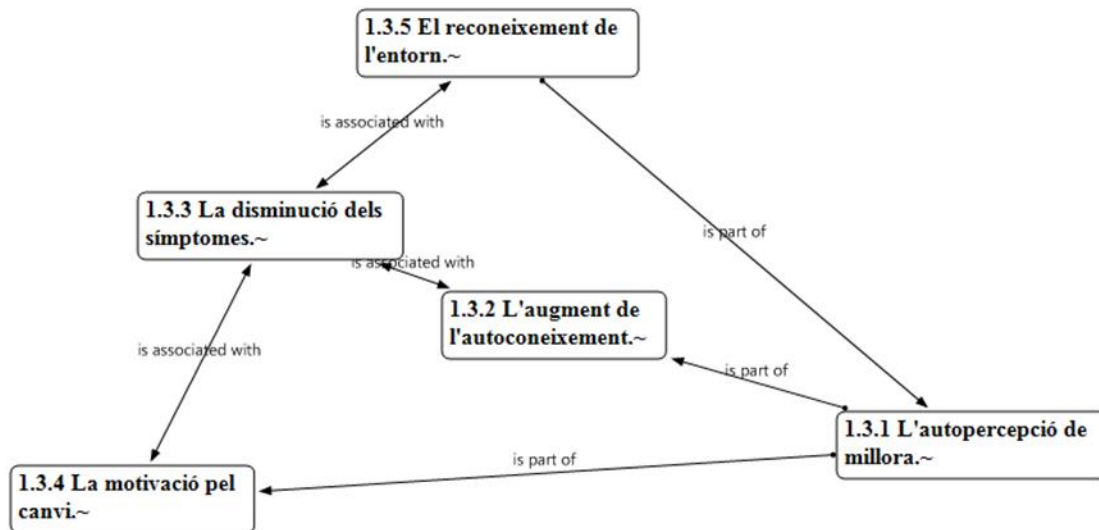 1.3.5 El reconeixement de
l'entorn.~
is associated with
1.3.3 La disminució dels
símptomes.~
is part of
is associated with
1.3.2 L'augment de
l'autoconeixement.~
is associated with
is part of
1.3.1 L'autopercepció de
millora.~
is part of
1.3.4 La motivació pel
canvi.~